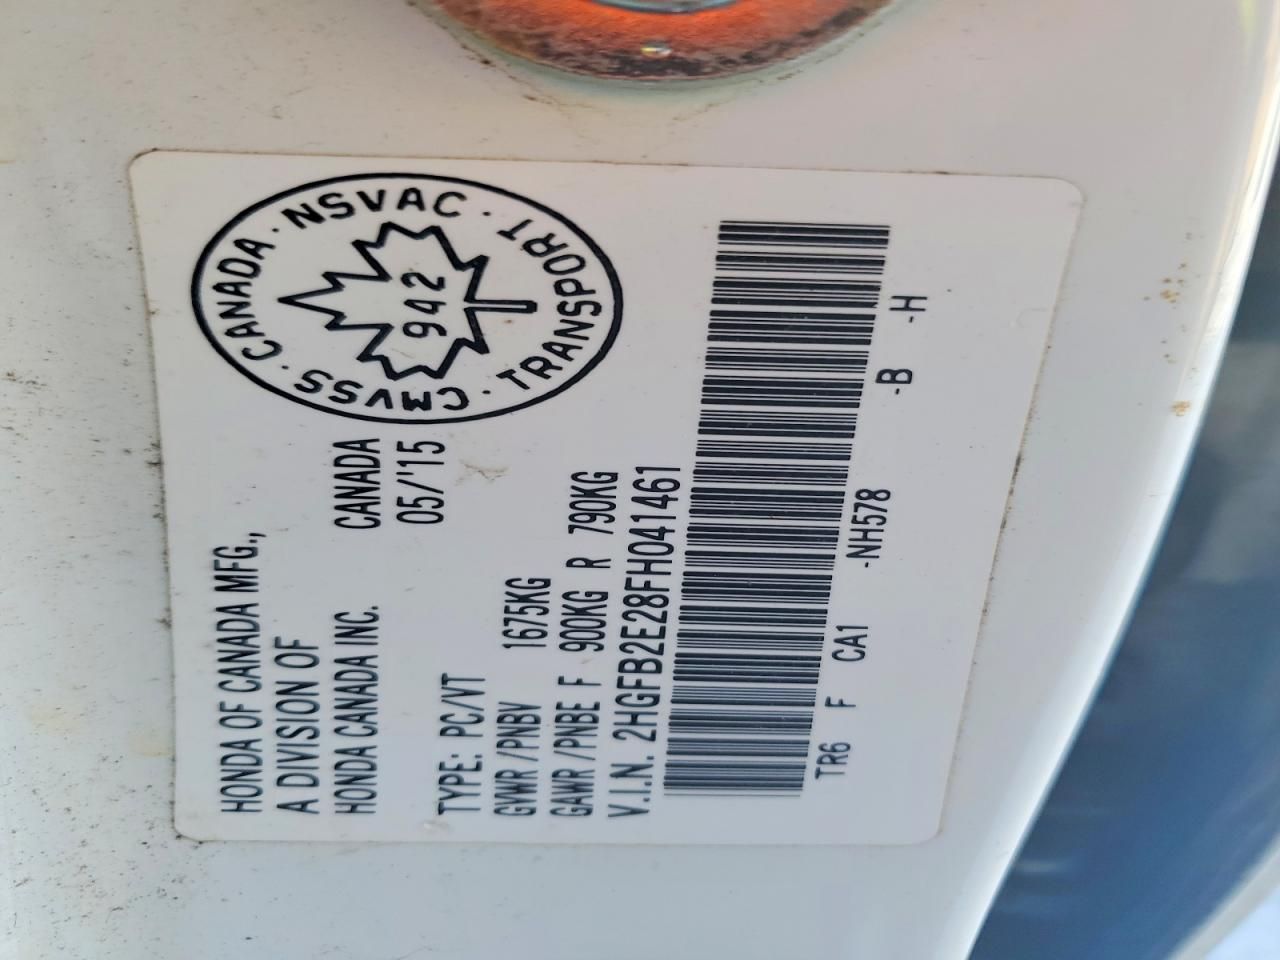 HONDA OF CANADA MFG.,
A DIVISION OF
HONDA CANADA INC. CANADA
05/'15
TYPE: PC/VT
GVWR /PNBV 1675KG
GAWR /PNBE F 900KG R 790KG
V.I.N. 2HGFB2E28FH041461
TR6 F CA1 -NH578 -B -H
CANADA · NSVAC · TRANSPORT
942
CMVSS · TRANSPORT